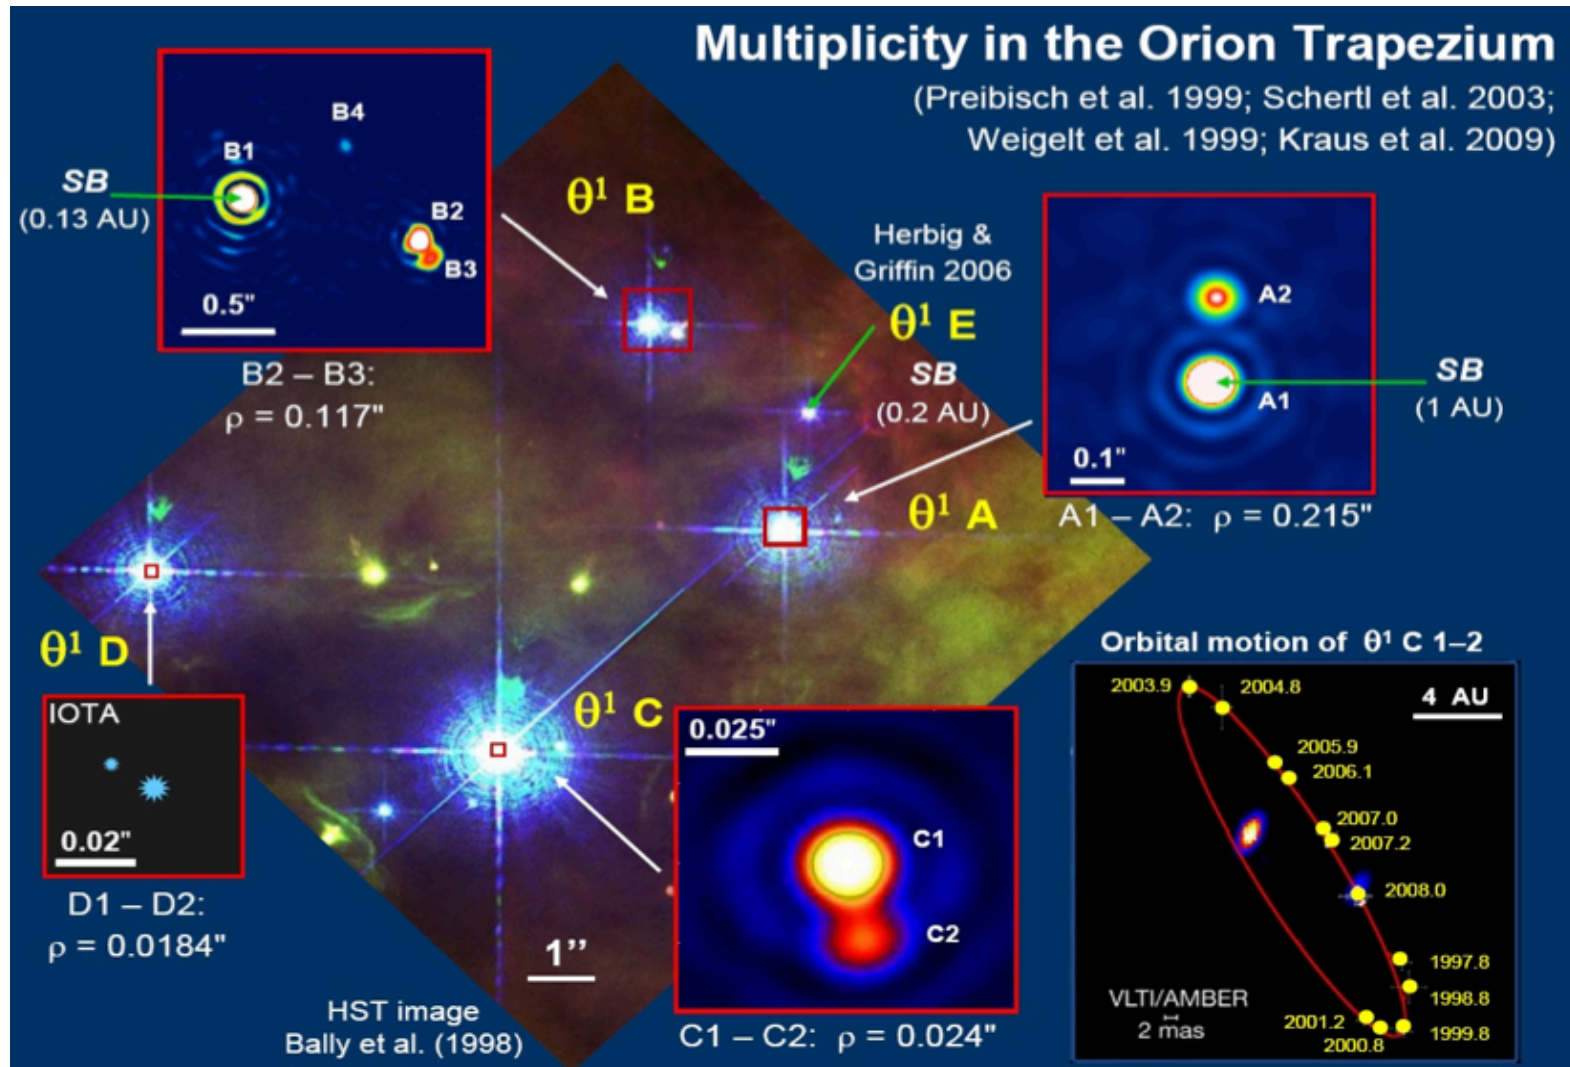 Multiplicity in the Orion Trapezium
(Preibisch et al. 1999; Schertl et al. 2003;
Weigelt et al. 1999; Kraus et al. 2009)
B4
B1
B2
B3
0.5"
SB
(0.13 AU)
B2 – B3:
ρ = 0.117"
θ¹ B
Herbig &
Griffin 2006
θ¹ E
SB
(0.2 AU)
A2
A1
0.1"
SB
(1 AU)
A1 – A2: ρ = 0.215"
θ¹ A
θ¹ D
IOTA
0.02"
D1 – D2:
ρ = 0.0184"
θ¹ C
0.025"
C1
C2
C1 – C2: ρ = 0.024"
1’’
HST image
Bally et al. (1998)
Orbital motion of θ¹ C 1–2
2003.9
2004.8
4 AU
2005.9
2006.1
2007.0
2007.2
2008.0
1997.8
1998.8
1999.8
2001.2
2000.8
VLTI/AMBER
2 mas